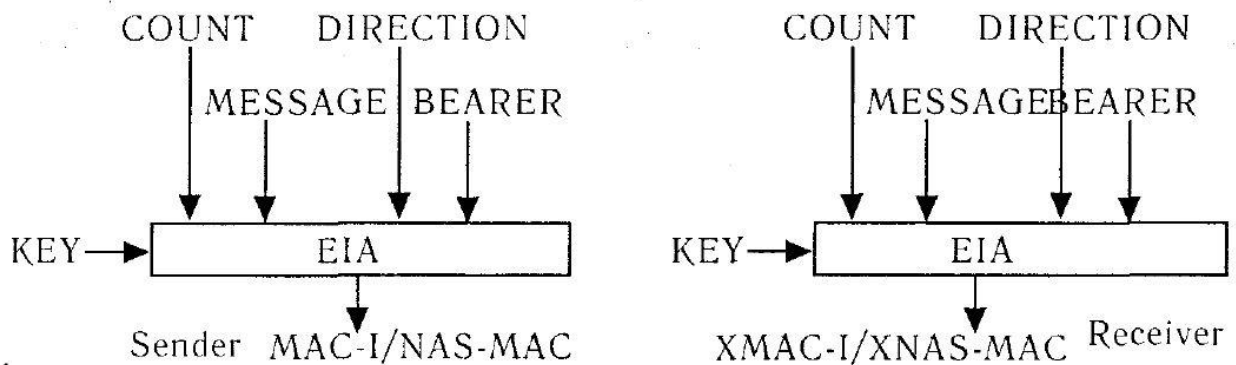 COUNT DIRECTION COUNT DIRECTION
MESSAGE BEARER MESSAGE BEARER
KEY EIA KEY EIA
Sender MAC-I/NAS-MAC XMAC-I/XNAS-MAC Receiver